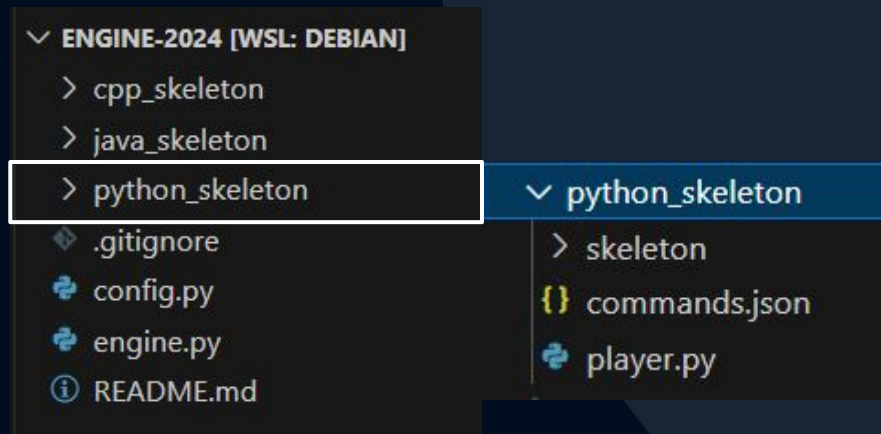 ENGINE-2024 [WSL: DEBIAN]
cpp_skeleton
java_skeleton
python_skeleton
.gitignore
config.py
engine.py
README.md
python_skeleton
skeleton
commands.json
player.py